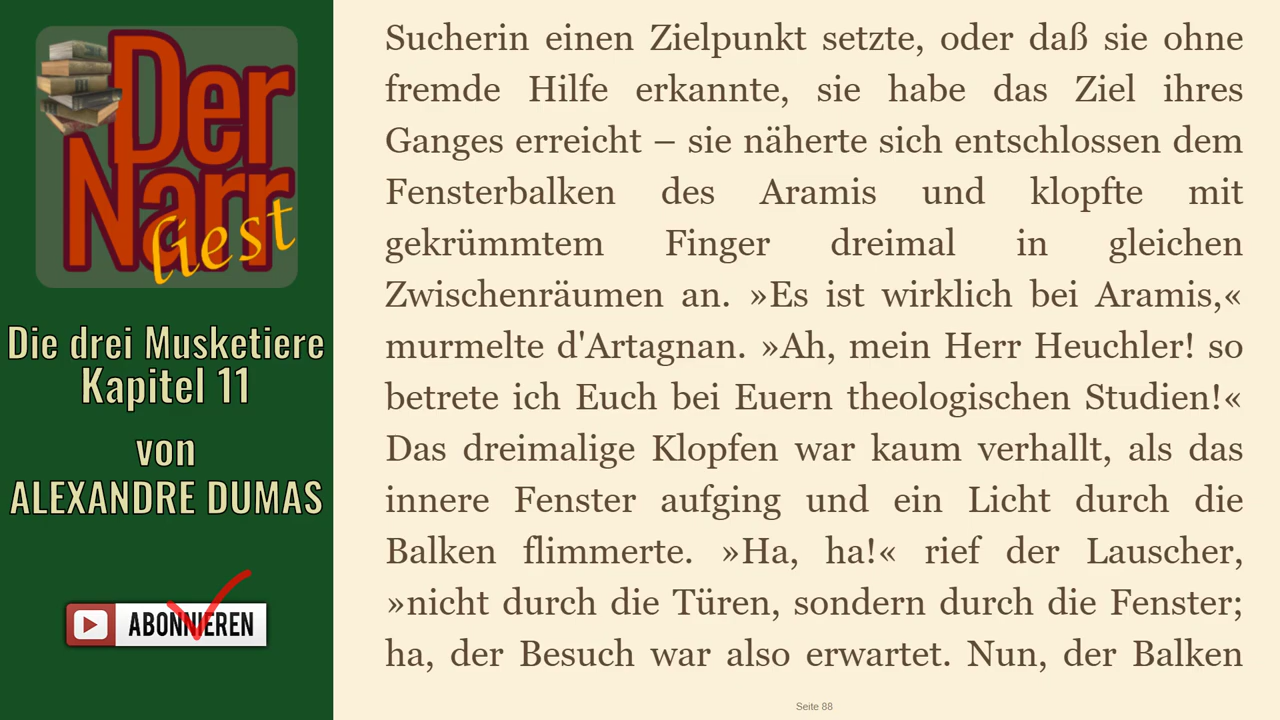 Der
Narr
liest
Die drei Musketiere
Kapitel 11
von
ALEXANDRE DUMAS
ABONNIEREN
Sucherin einen Zielpunkt setzte, oder daß sie ohne
fremde Hilfe erkannte, sie habe das Ziel ihres
Ganges erreicht – sie näherte sich entschlossen dem
Fensterbalken des Aramis und klopfte mit
gekrümmtem Finger dreimal in gleichen
Zwischenräumen an. »Es ist wirklich bei Aramis,«
murmelte d'Artagnan. »Ah, mein Herr Heuchler! so
betrete ich Euch bei Euern theologischen Studien!«
Das dreimalige Klopfen war kaum verhallt, als das
innere Fenster aufging und ein Licht durch die
Balken flimmerte. »Ha, ha!« rief der Lauscher,
»nicht durch die Türen, sondern durch die Fenster;
ha, der Besuch war also erwartet. Nun, der Balken
Seite 88